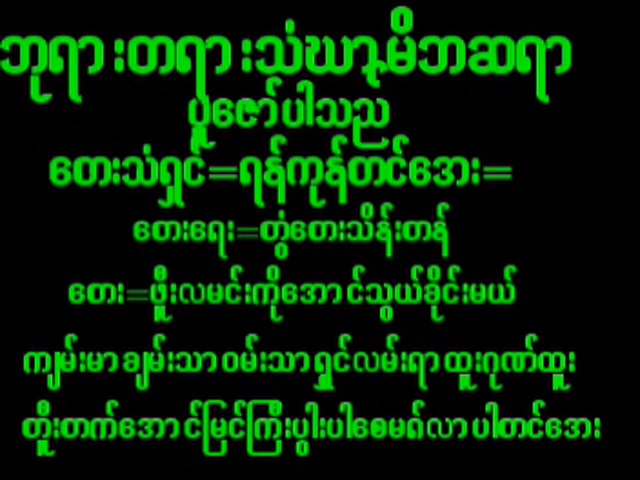 ဘုရား တရား သံဃာ့မိဘဆရာ
ပူဇော်ပါသည
တေးသံရှင်=ရန်ကုန်တင်အေး=
တေးရေး=တွံတေးသိန်းတန်
တေး=ဖူးလမင်းကိုအောင်သွယ်ခိုင်းမယ်
ကျမ်းမာ ချမ်းသာ ဝမ်းသာ ရွှင်လမ်းရာ ထူးဂုဏ်ထူး
တိုးတက်အောင်မြင်ကြီးပွါးပါစေမဂ်လာ ပါတင်အေး